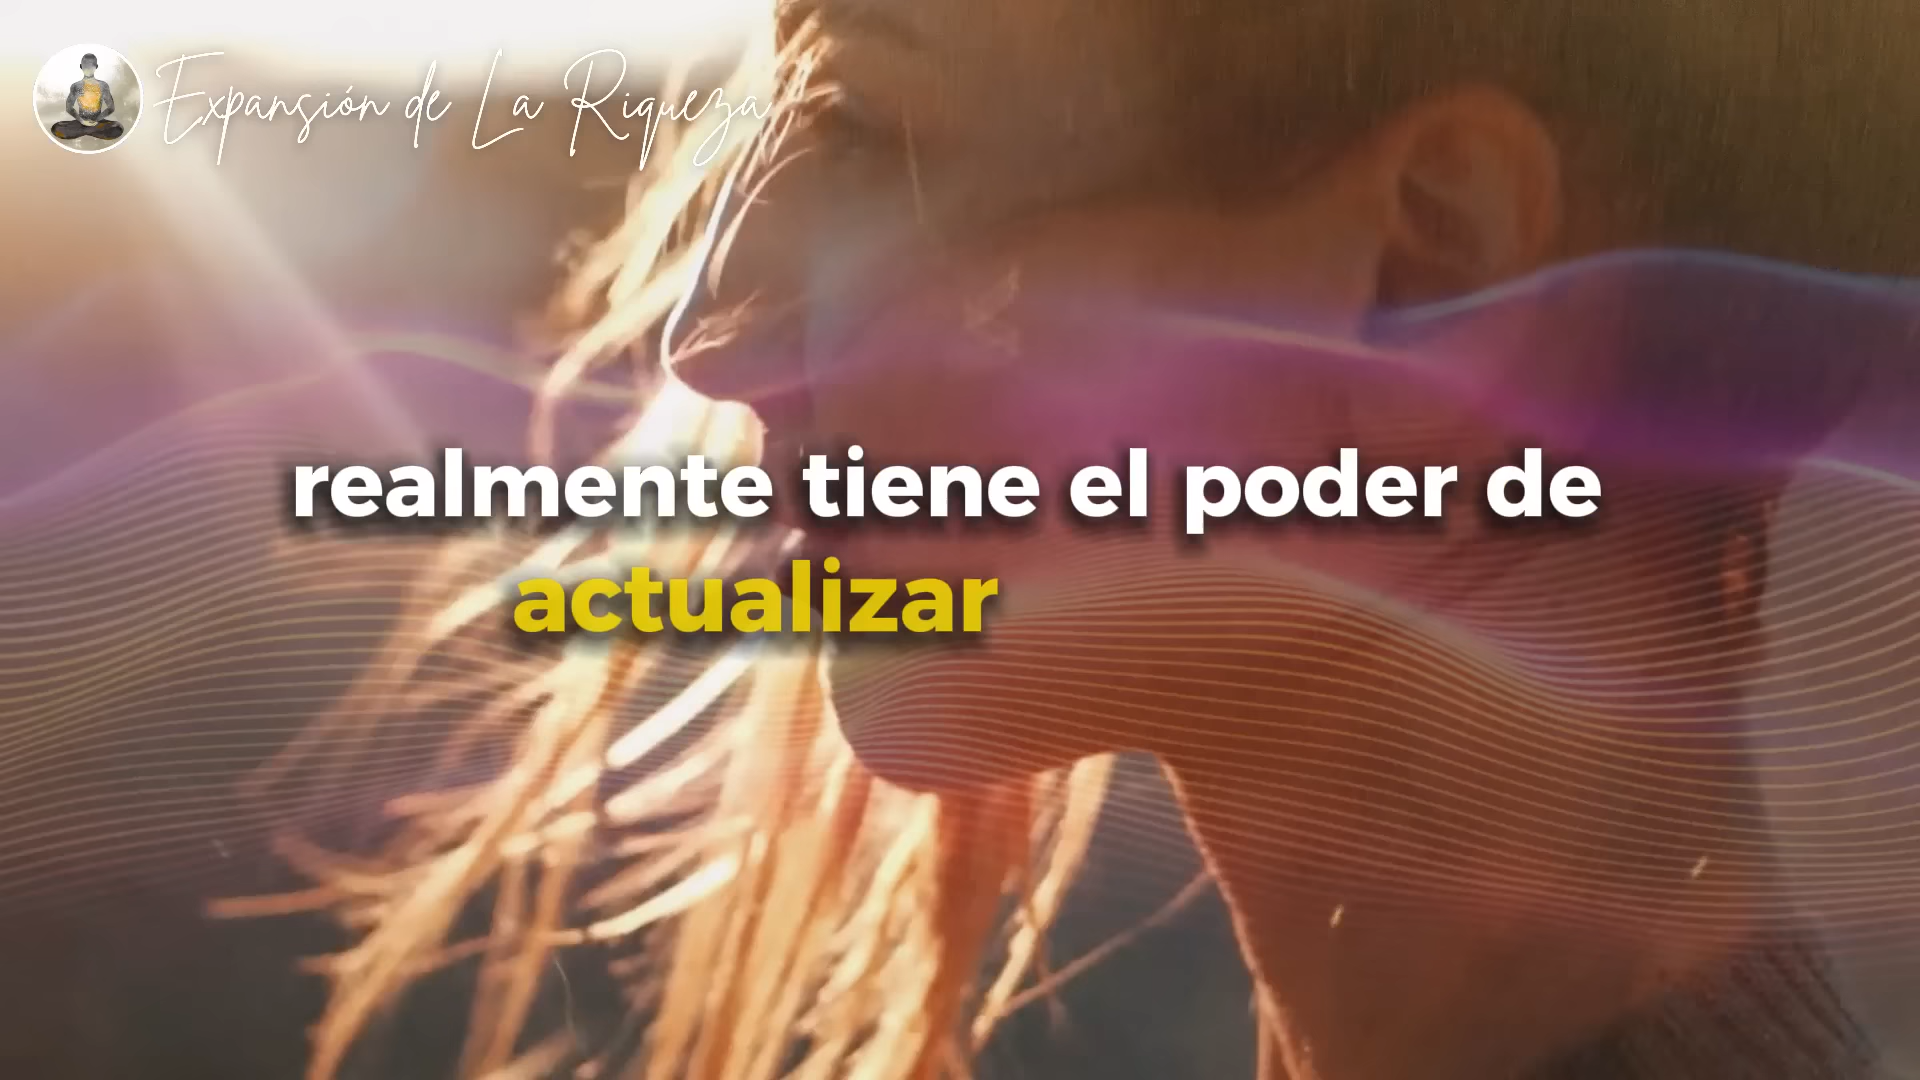 Expansión de La Riqueza
realmente tiene el poder de
actualizar